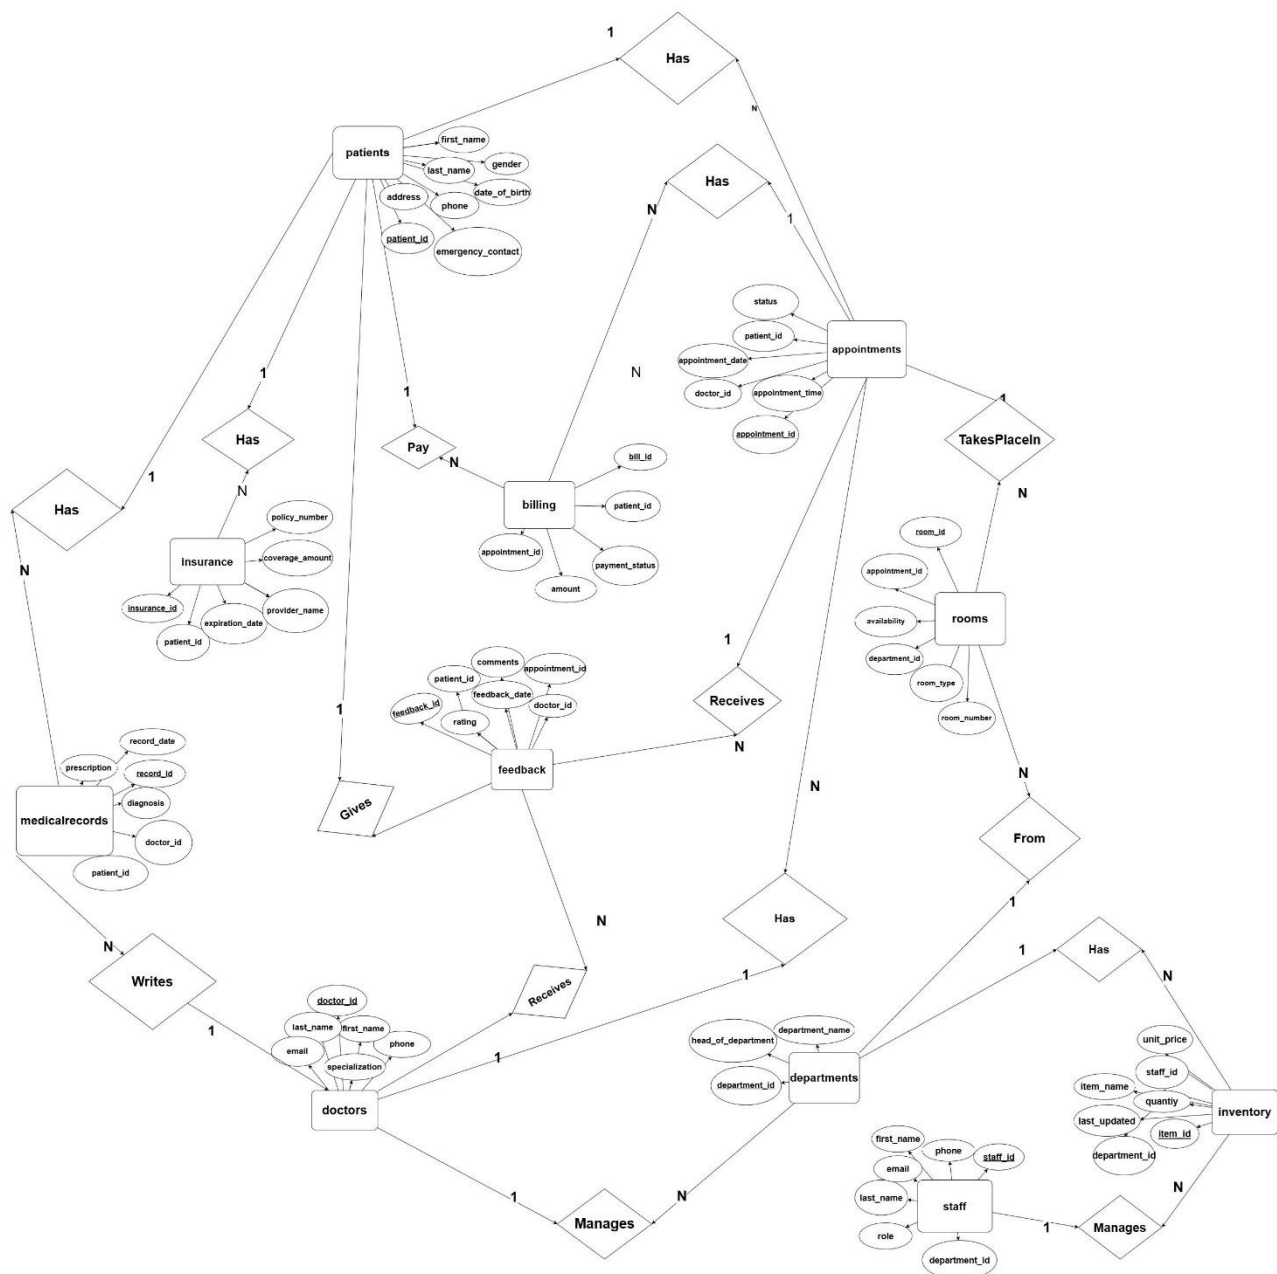 1
Has
N
patients
first_name
last_name
gender
date_of_birth
address
phone
patient_id
emergency_contact
Has
N
1
status
patient_id
appointment_date
doctor_id
appointment_time
appointment_id
appointments
N
1
1
1
Has
N
Pay
N
1
TakesPlaceIn
N
1
Has
N
policy_number
coverage_amount
insurance
insurance_id
provider_name
expiration_date
patient_id
bill_id
billing
patient_id
appointment_id
payment_status
amount
room_id
appointment_id
availability
rooms
department_id
room_type
room_number
1
Receives
N
comments
appointment_id
patient_id
feedback_date
feedback_id
doctor_id
rating
feedback
1
Gives
record_date
prescription
record_id
diagnosis
medicalrecords
doctor_id
patient_id
N
N
From
1
N
Has
1
N
Receives
N
Writes
1
doctor_id
last_name
first_name
email
phone
specialization
doctors
1
1
Has
N
department_name
head_of_department
departments
department_id
unit_price
staff_id
item_name
quantiy
last_updated
item_id
department_id
inventory
first_name
phone
staff_id
email
last_name
staff
role
department_id
1
Manages
N
1
Manages
N